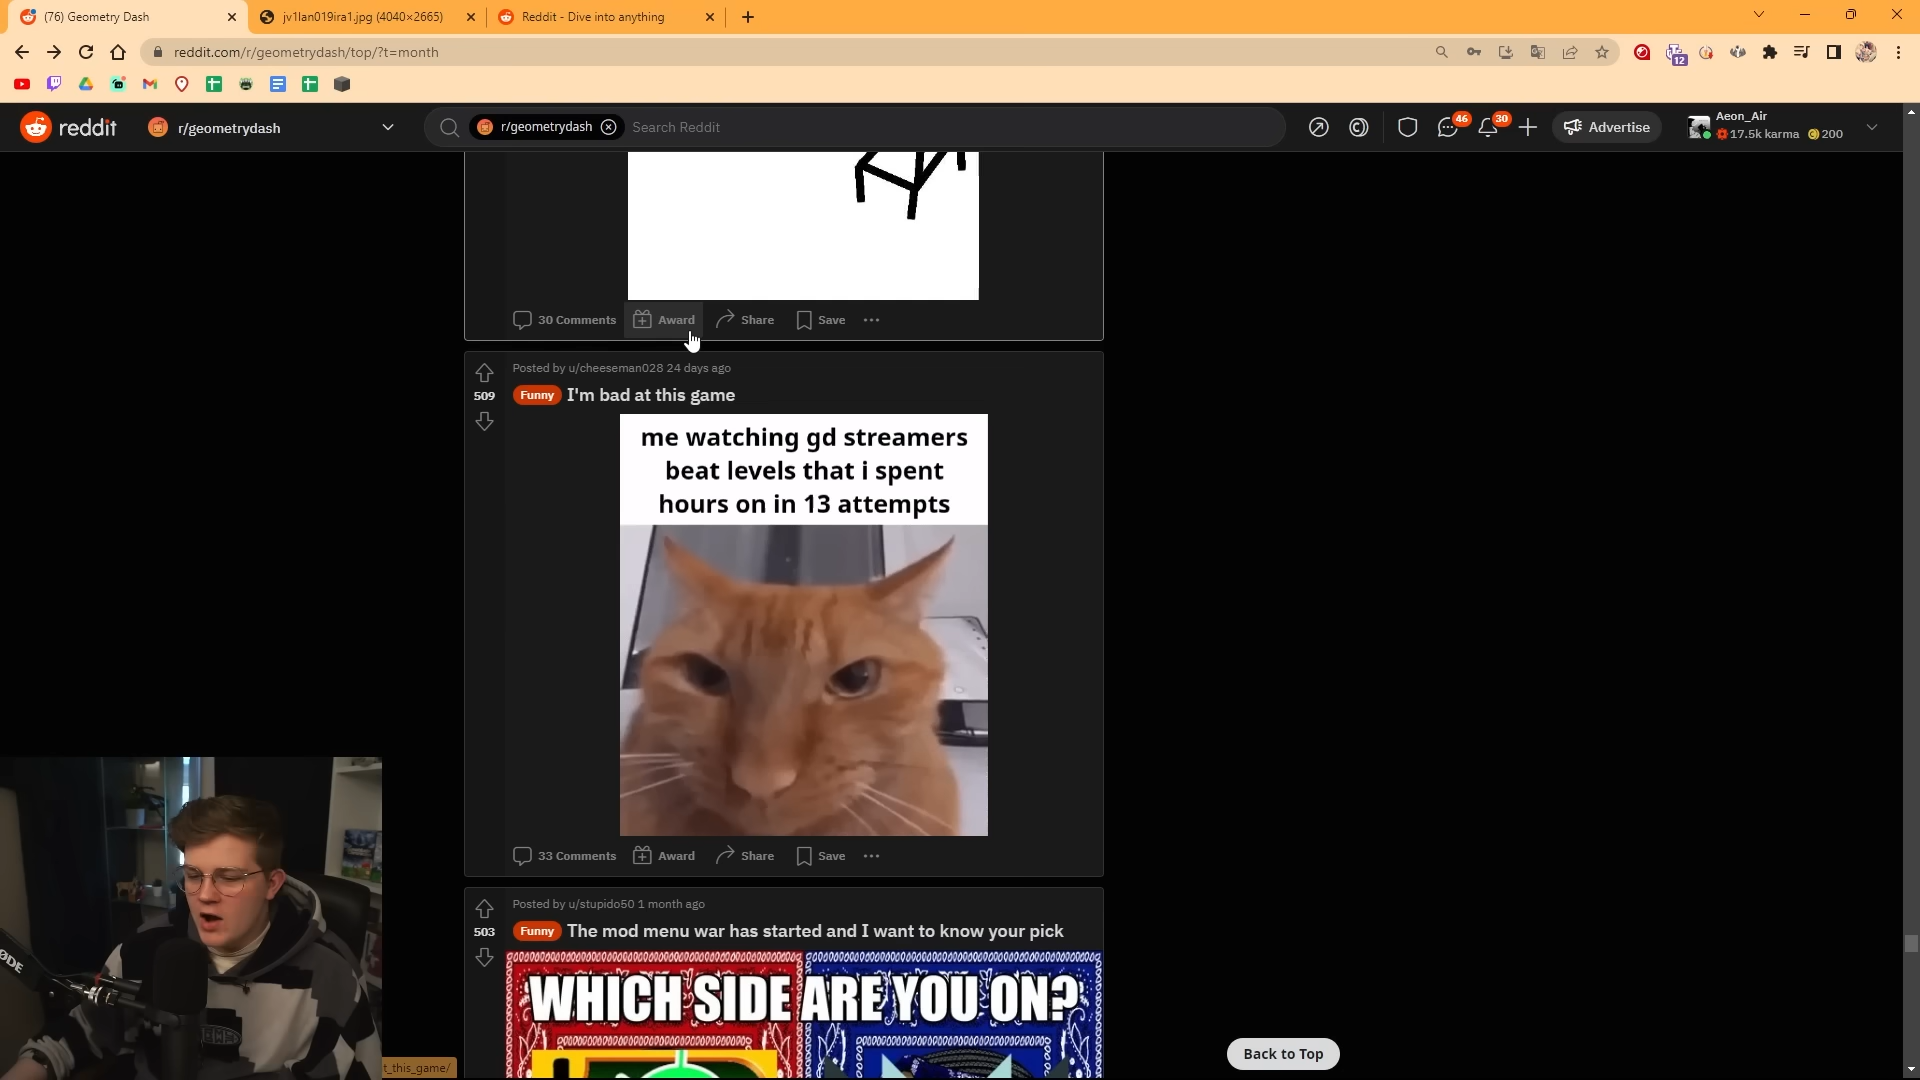 (76) Geometry Dash
jv1lan019ira1.jpg (4040×2665)
Reddit - Dive into anything
reddit.com/r/geometrydash/top/?t=month
12
reddit
r/geometrydash
r/geometrydash
Search Reddit
46
30
Advertise
Aeon_Air
17.5k karma
200
30 Comments
Award
Share
Save
Posted by u/cheeseman028 24 days ago
509
Funny
I'm bad at this game
me watching gd streamers
beat levels that i spent
hours on in 13 attempts
33 Comments
Award
Share
Save
Posted by u/stupido50 1 month ago
503
Funny
The mod menu war has started and I want to know your pick
WHICH SIDE ARE YOU ON?
Back to Top
t_this_game/
RØDE